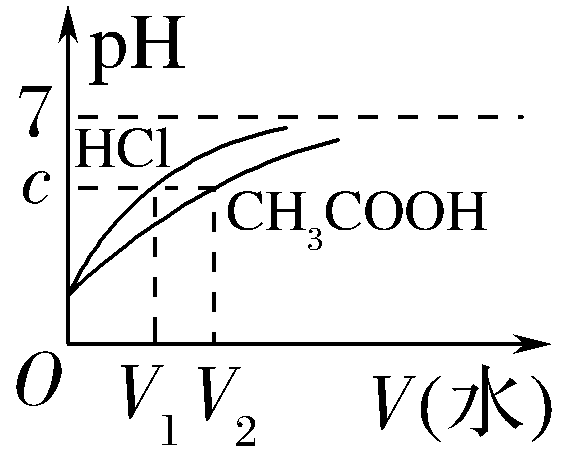 pH
7
HCl
c
CH₃COOH
O
V₁
V₂
V(水)